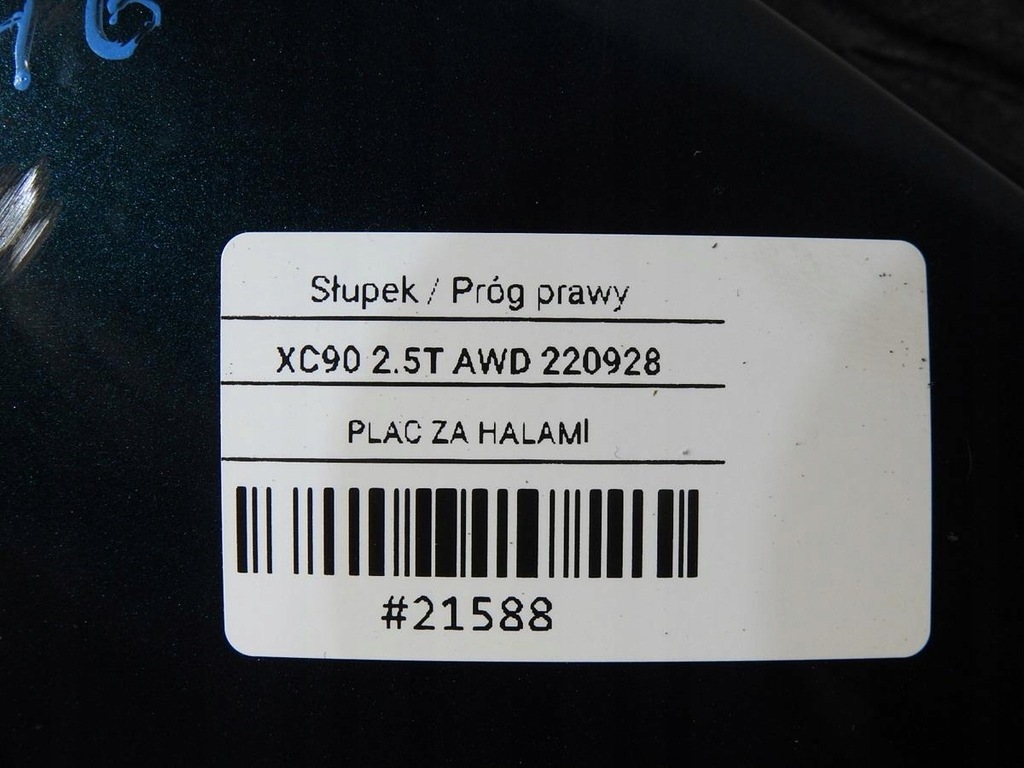 Słupek / Próg prawy
XC90 2.5T AWD 220928
PLAC ZA HALAMI
#21588